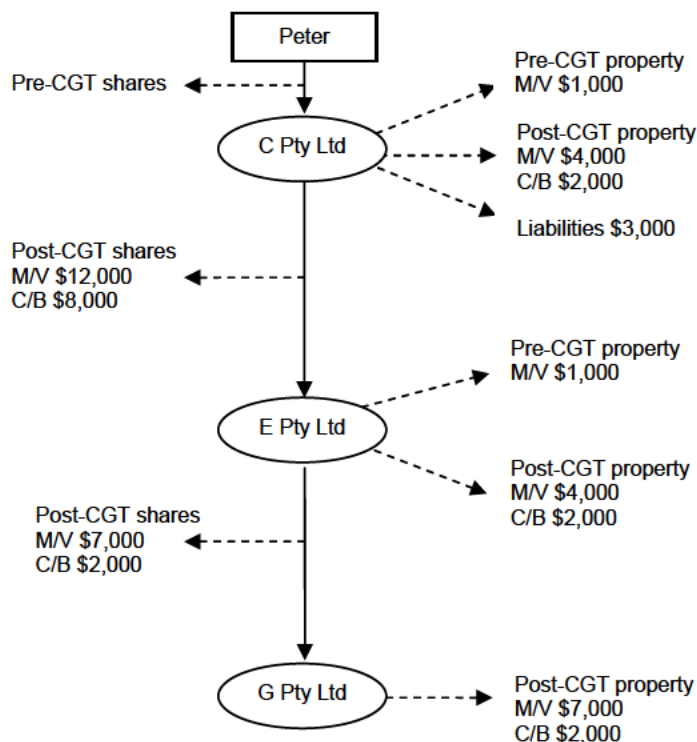 Peter
Pre-CGT shares
Pre-CGT property
M/V $1,000
C Pty Ltd
Post-CGT property
M/V $4,000
C/B $2,000
Liabilities $3,000
Post-CGT shares
M/V $12,000
C/B $8,000
Pre-CGT property
M/V $1,000
E Pty Ltd
Post-CGT property
M/V $4,000
C/B $2,000
Post-CGT shares
M/V $7,000
C/B $2,000
G Pty Ltd
Post-CGT property
M/V $7,000
C/B $2,000